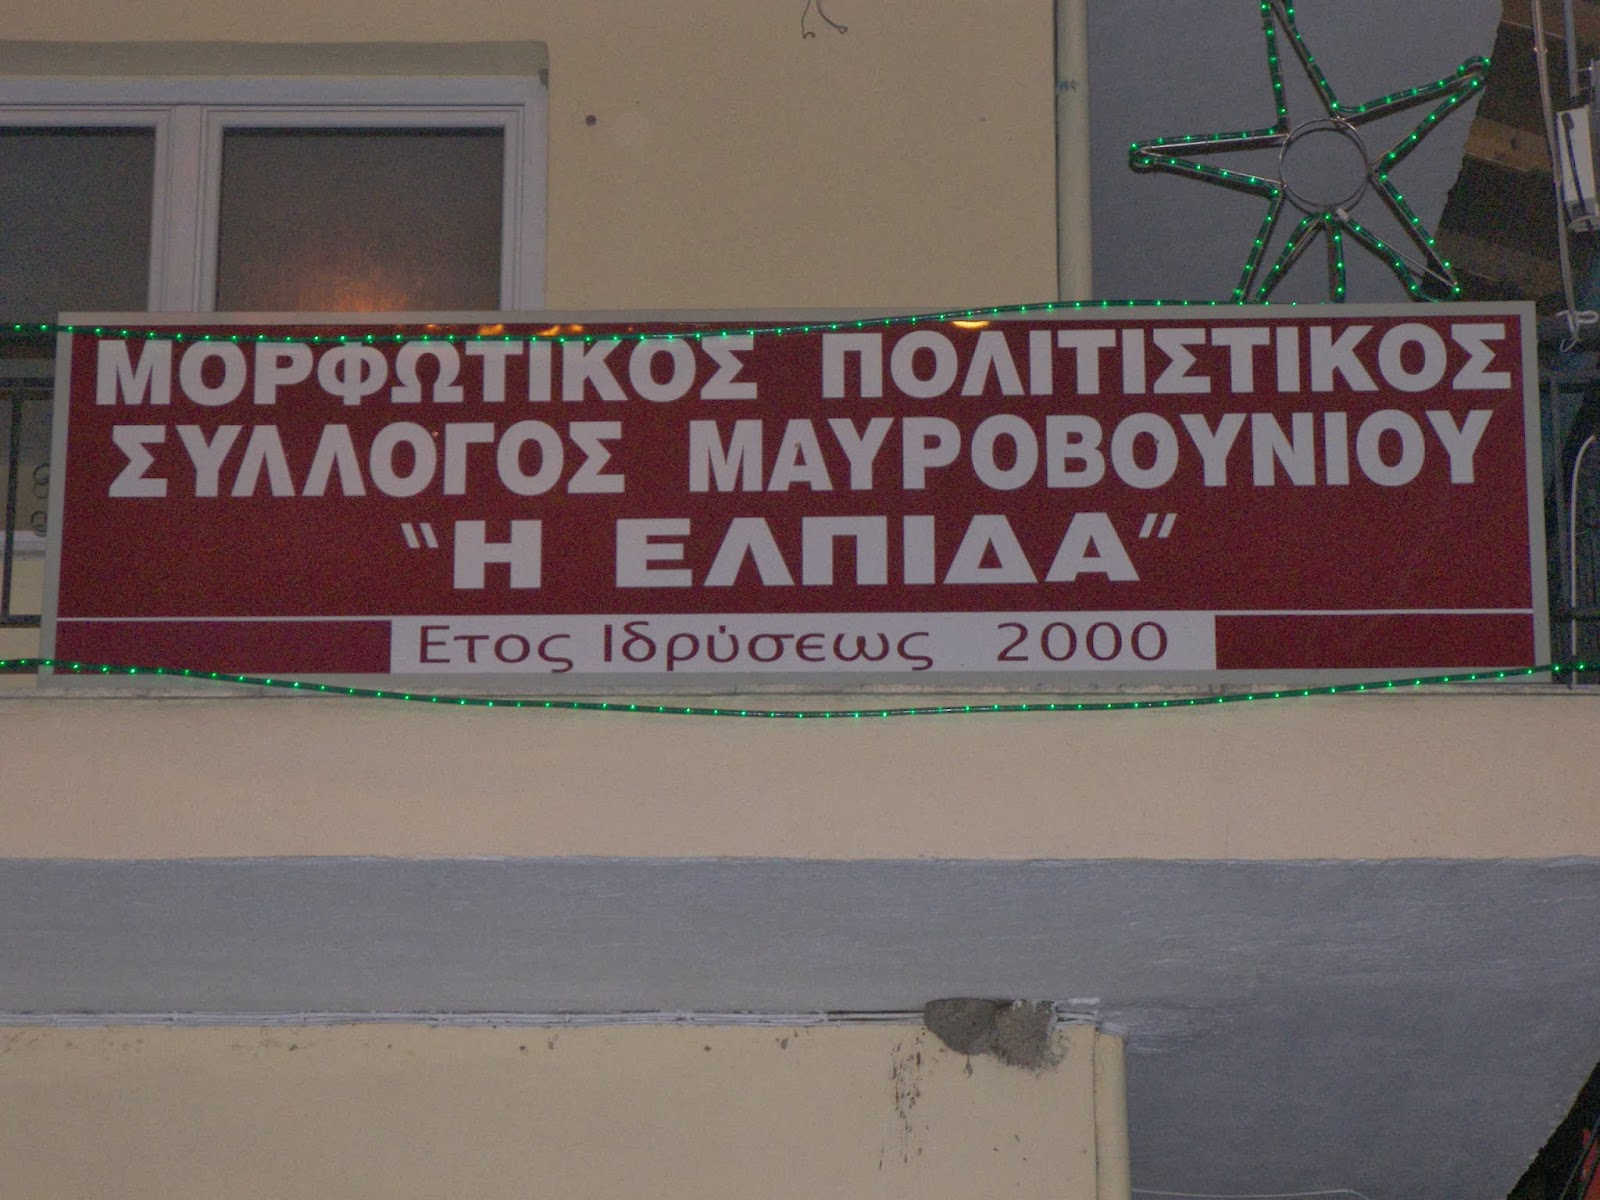 ΜΟΡΦΩΤΙΚΟΣ ΠΟΛΙΤΙΣΤΙΚΟΣ
ΣΥΛΛΟΓΟΣ ΜΑΥΡΟΒΟΥΝΙΟΥ
"Η ΕΛΠΙΔΑ"
Ετος Ιδρύσεως 2000